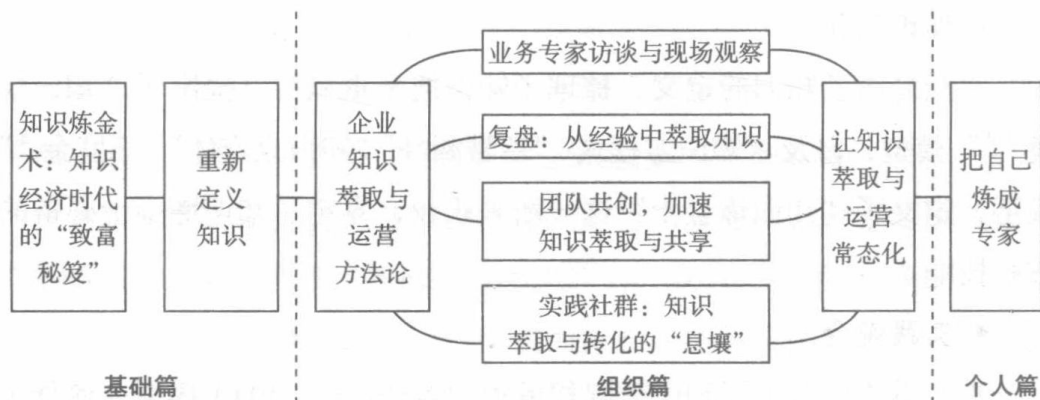 知识炼金
术：知识
经济时代
的“致富
秘笈”
重新
定义
知识
企业
知识
萃取与
运营
方法论
业务专家访谈与现场观察
复盘：从经验中萃取知识
团队共创，加速
知识萃取与共享
实践社群：知识
萃取与转化的“息壤”
让知识
萃取与
运营
常态化
把自己
炼成
专家
基础篇
组织篇
个人篇